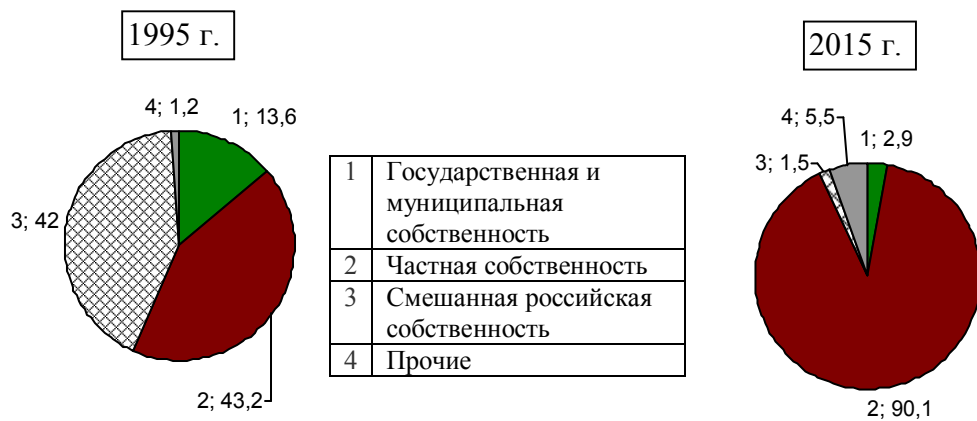 1995 г.
4; 1,2
1; 13,6
3; 42
2; 43,2
1 Государственная и
муниципальная
собственность
2 Частная собственность
3 Смешанная российская
собственность
4 Прочие
2015 г.
4; 5,5
1; 2,9
3; 1,5
2; 90,1